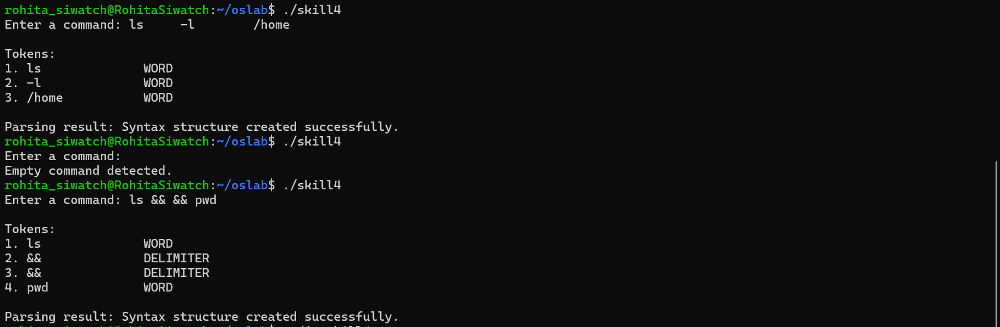 rohita_siwatch@RohitaSiwatch:~/oslab$ ./skill4
Enter a command: ls     -l        /home
Tokens:
1. ls              WORD
2. -l              WORD
3. /home           WORD
Parsing result: Syntax structure created successfully.
rohita_siwatch@RohitaSiwatch:~/oslab$ ./skill4
Enter a command:
Empty command detected.
rohita_siwatch@RohitaSiwatch:~/oslab$ ./skill4
Enter a command: ls && && pwd
Tokens:
1. ls              WORD
2. &&              DELIMITER
3. &&              DELIMITER
4. pwd             WORD
Parsing result: Syntax structure created successfully.